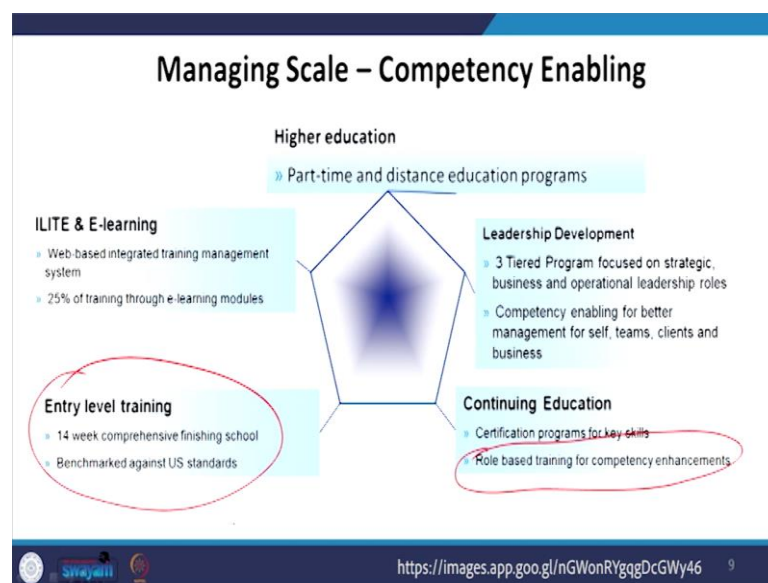 Managing Scale – Competency Enabling
Higher education
» Part-time and distance education programs
ILITE & E-learning
» Web-based integrated training management
system
» 25% of training through e-learning modules
Leadership Development
» 3 Tiered Program focused on strategic,
business and operational leadership roles
» Competency enabling for better
management for self, teams, clients and
business
Entry level training
» 14 week comprehensive finishing school
» Benchmarked against US standards
Continuing Education
» Certification programs for key skills
» Role based training for competency enhancements
swayam
https://images.app.goo.gl/nGWonRYgqgDcGWy46
9